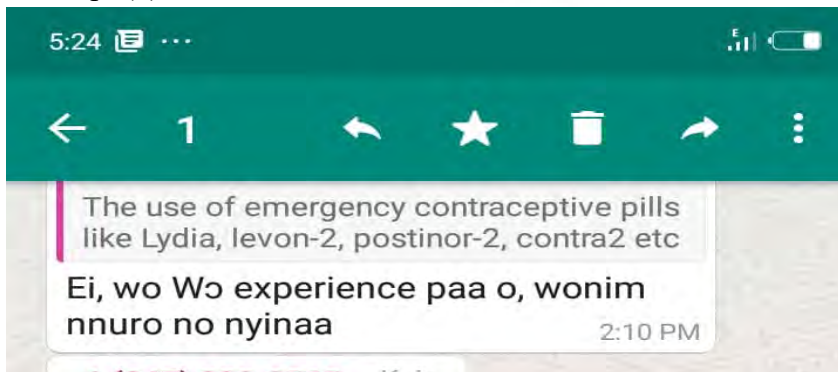 5:24
1
The use of emergency contraceptive pills
like Lydia, levon-2, postinor-2, contra2 etc
Ei, wo Wɔ experience paa o, wonim
nnuro no nyinaa
2:10 PM